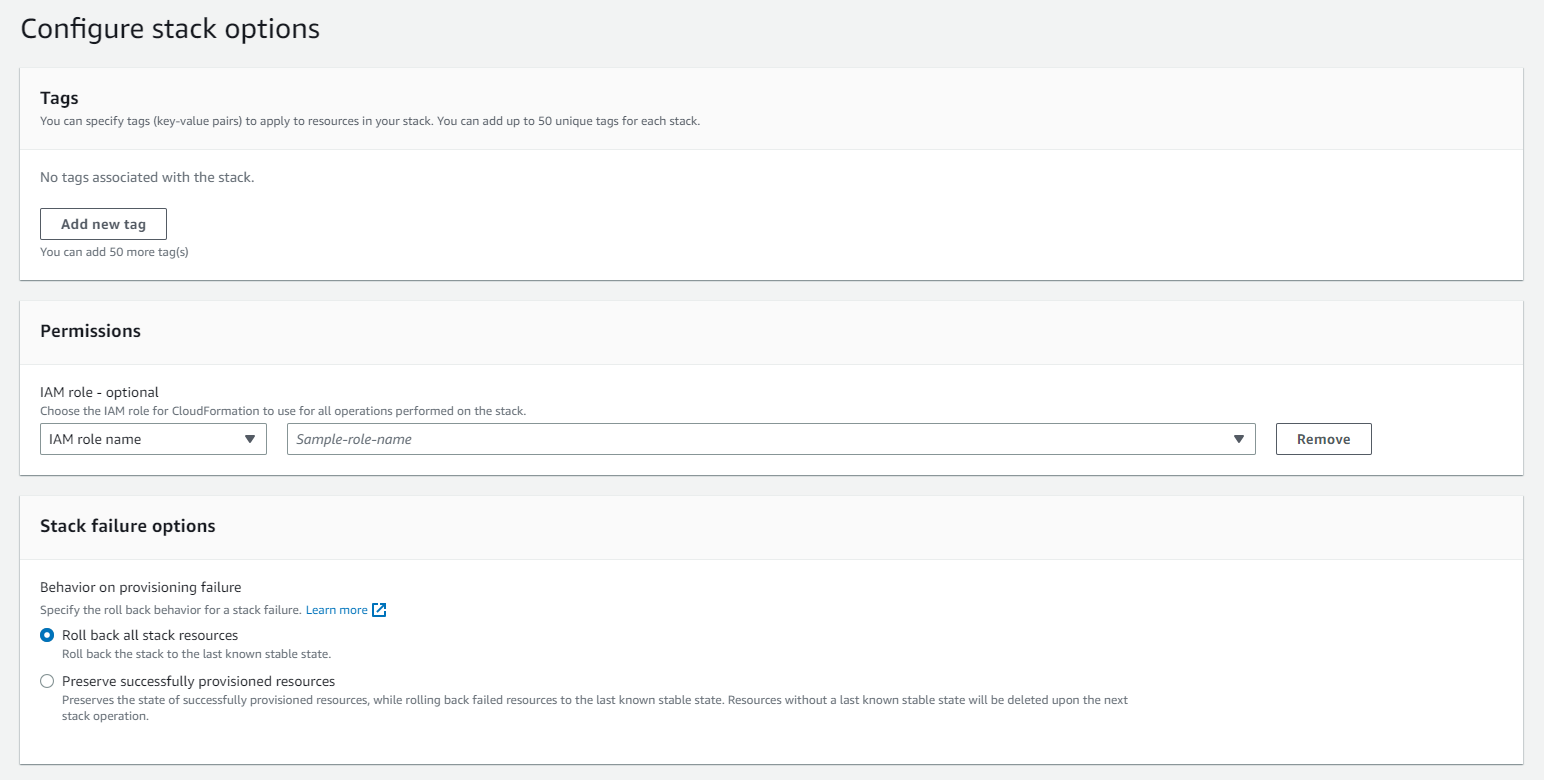 Configure stack options
Tags
You can specify tags (key-value pairs) to apply to resources in your stack. You can add up to 50 unique tags for each stack.
No tags associated with the stack.
Add new tag
You can add 50 more tag(s)
Permissions
IAM role - optional
Choose the IAM role for CloudFormation to use for all operations performed on the stack.
IAM role name
Sample-role-name
Remove
Stack failure options
Behavior on provisioning failure
Specify the roll back behavior for a stack failure. Learn more
Roll back all stack resources
Roll back the stack to the last known stable state.
Preserve successfully provisioned resources
Preserves the state of successfully provisioned resources, while rolling back failed resources to the last known stable state. Resources without a last known stable state will be deleted upon the next
stack operation.